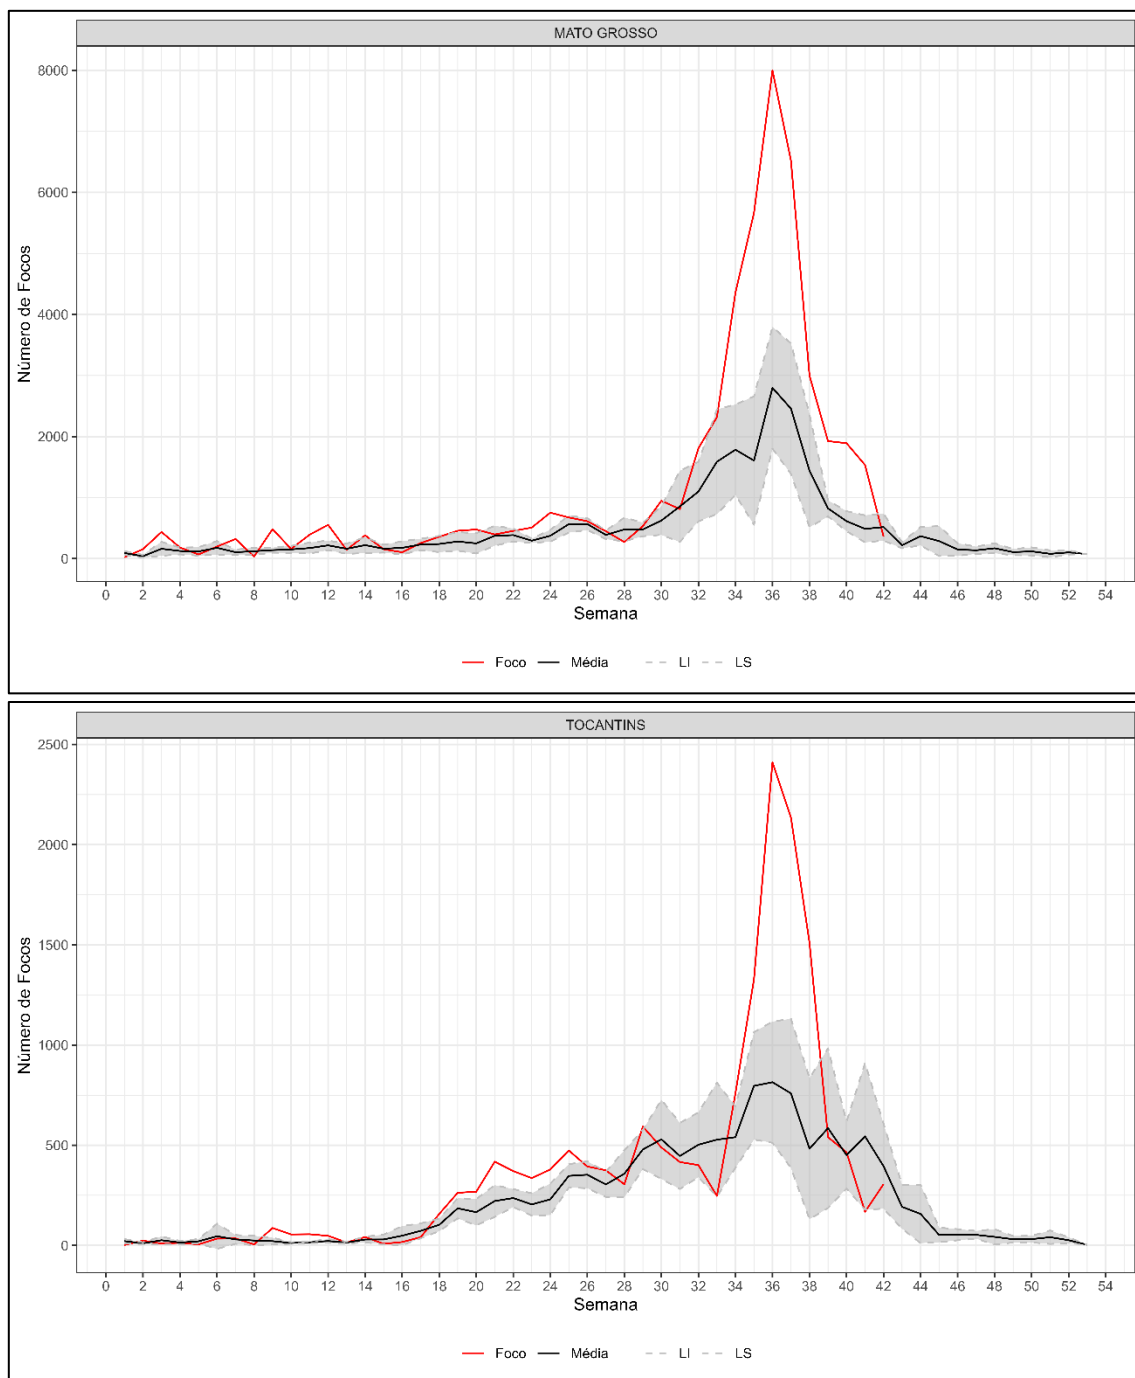 MATO GROSSO
8000
6000
4000
2000
0
Número de Focos
0 2 4 6 8 10 12 14 16 18 20 22 24 26 28 30 32 34 36 38 40 42 44 46 48 50 52 54
Semana
Foco Média LI LS
TOCANTINS
2500
2000
1500
1000
500
0
Número de Focos
0 2 4 6 8 10 12 14 16 18 20 22 24 26 28 30 32 34 36 38 40 42 44 46 48 50 52 54
Semana
Foco Média LI LS